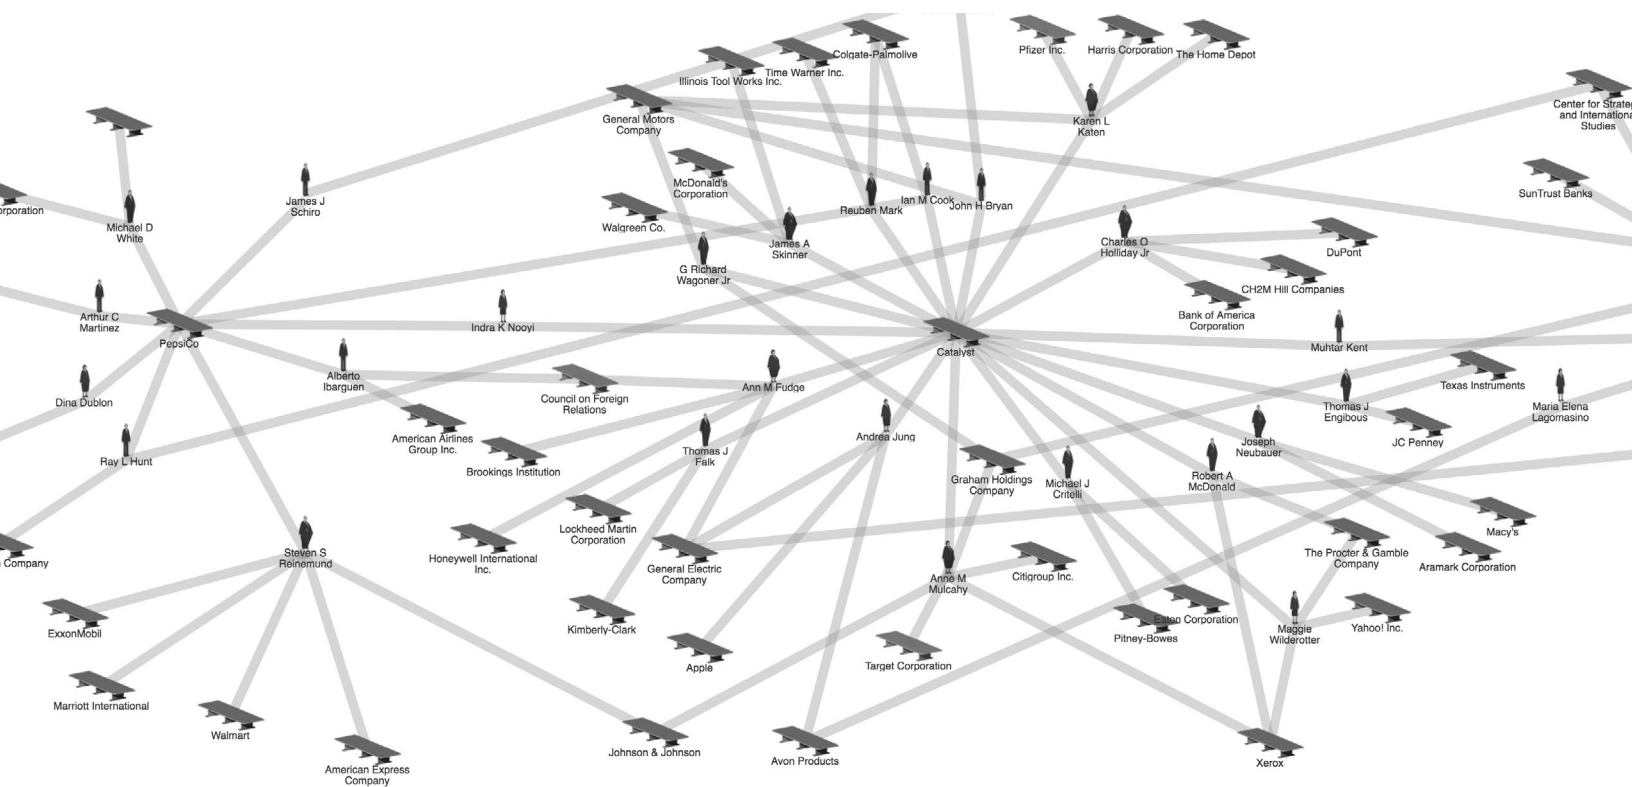 Pfizer Inc.
Harris Corporation
The Home Depot
Colgate-Palmolive
Time Warner Inc.
Illinois Tool Works Inc.
General Motors
Company
Karen L
Katen
Center for Strateg
and Internationa
Studies
McDonald's
Corporation
SunTrust Banks
James J
Schiro
orporation
Michael D
White
Walgreen Co.
Reuben Mark
Ian M Cook
John H Bryan
James A
Skinner
Charles O
Holliday Jr
DuPont
G Richard
Wagoner Jr
CH2M Hill Companies
Bank of America
Corporation
Arthur C
Martinez
PepsiCo
Indra K Nooyi
Catalyst
Muhtar Kent
Alberto
Ibarguen
Ann M Fudge
Texas Instruments
Dina Dublon
Council on Foreign
Relations
Thomas J
Engibous
Maria Elena
Lagomasino
American Airlines
Group Inc.
Andrea Jung
JC Penney
Ray L Hunt
Brookings Institution
Thomas J
Falk
Joseph
Neubauer
Graham Holdings
Company
Michael J
Critelli
Robert A
McDonald
Lockheed Martin
Corporation
Macy's
Company
Steven S
Reinemund
Honeywell International
Inc.
General Electric
Company
Anne M
Mulcahy
Citigroup Inc.
The Procter & Gamble
Company
Aramark Corporation
ExxonMobil
Kimberly-Clark
Eaton Corporation
Pitney-Bowes
Maggie
Wilderotter
Yahoo! Inc.
Apple
Target Corporation
Marriott International
Walmart
Johnson & Johnson
Avon Products
Xerox
American Express
Company